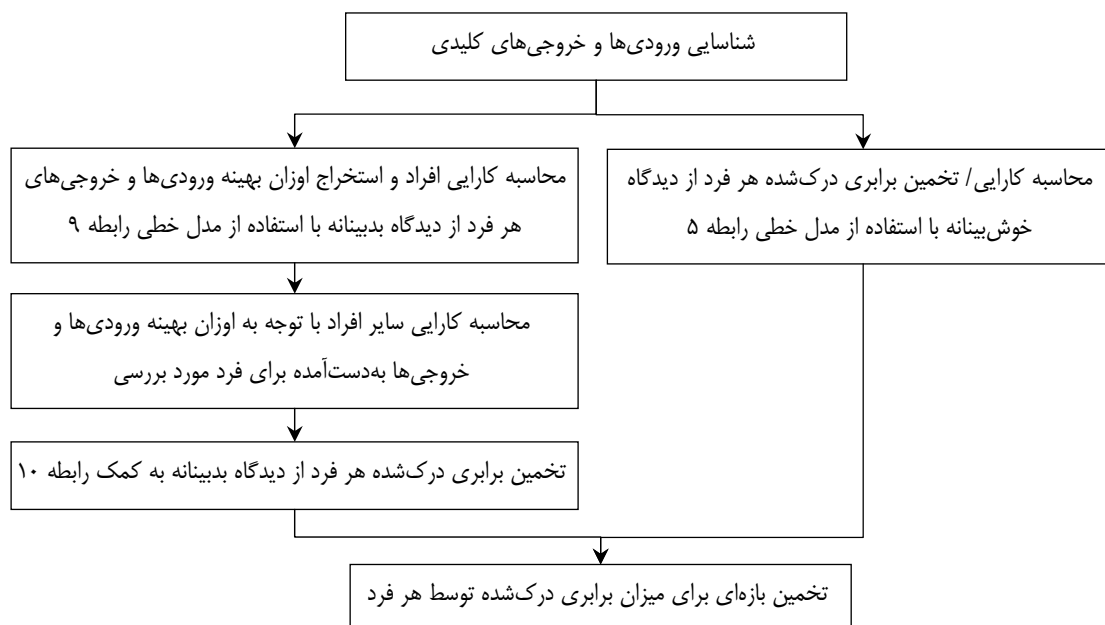 شناسایی ورودی‌ها و خروجی‌های کلیدی
محاسبه کارایی/ تخمین برابری درک‌شده هر فرد از دیدگاه
خوش‌بینانه با استفاده از مدل خطی رابطه ۵
محاسبه کارایی افراد و استخراج اوزان بهینه ورودی‌ها و خروجی‌های
هر فرد از دیدگاه بدبینانه با استفاده از مدل خطی رابطه ۹
محاسبه کارایی سایر افراد با توجه به اوزان بهینه ورودی‌ها و
خروجی‌ها به‌دست‌آمده برای فرد مورد بررسی
تخمین برابری درک‌شده هر فرد از دیدگاه بدبینانه به کمک رابطه ۱۰
تخمین بازه‌ای برای میزان برابری درک‌شده توسط هر فرد